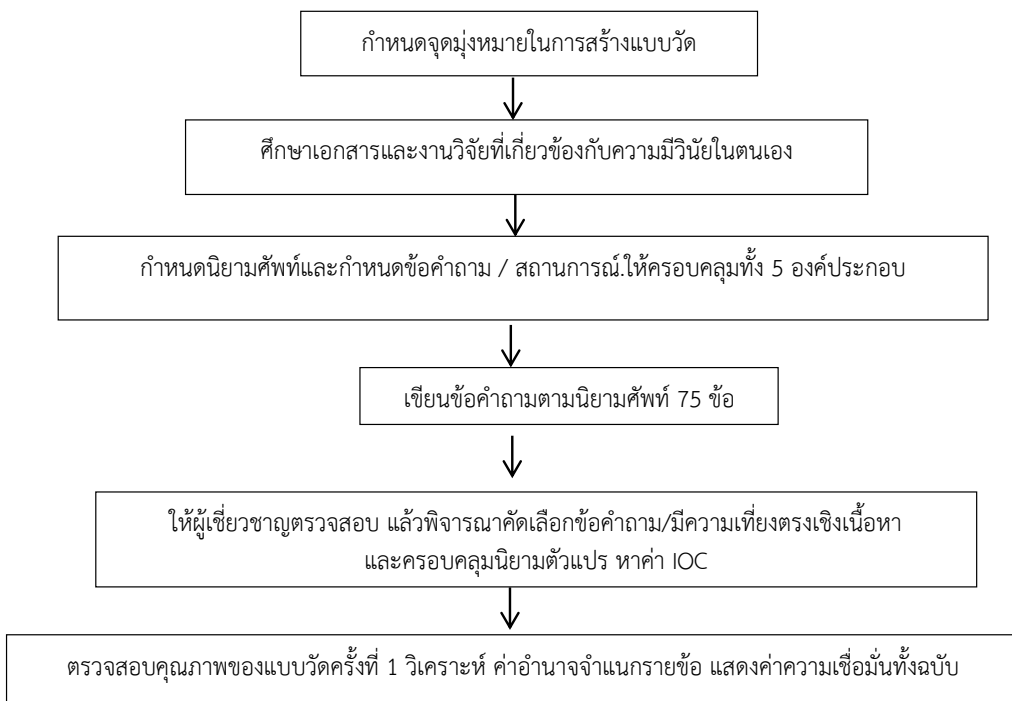 กำหนดจุดมุ่งหมายในการสร้างแบบวัด
ศึกษาเอกสารและงานวิจัยที่เกี่ยวข้องกับความมีวินัยในตนเอง
กำหนดนิยามศัพท์และกำหนดข้อคำถาม / สถานการณ์.ให้ครอบคลุมทั้ง 5 องค์ประกอบ
เขียนข้อคำถามตามนิยามศัพท์ 75 ข้อ
ให้ผู้เชี่ยวชาญตรวจสอบ แล้วพิจารณาคัดเลือกข้อคำถาม/มีความเที่ยงตรงเชิงเนื้อหา
และครอบคลุมนิยามตัวแปร หาค่า IOC
ตรวจสอบคุณภาพของแบบวัดครั้งที่ 1 วิเคราะห์ ค่าอำนาจจำแนกรายข้อ แสดงค่าความเชื่อมั่นทั้งฉบับ